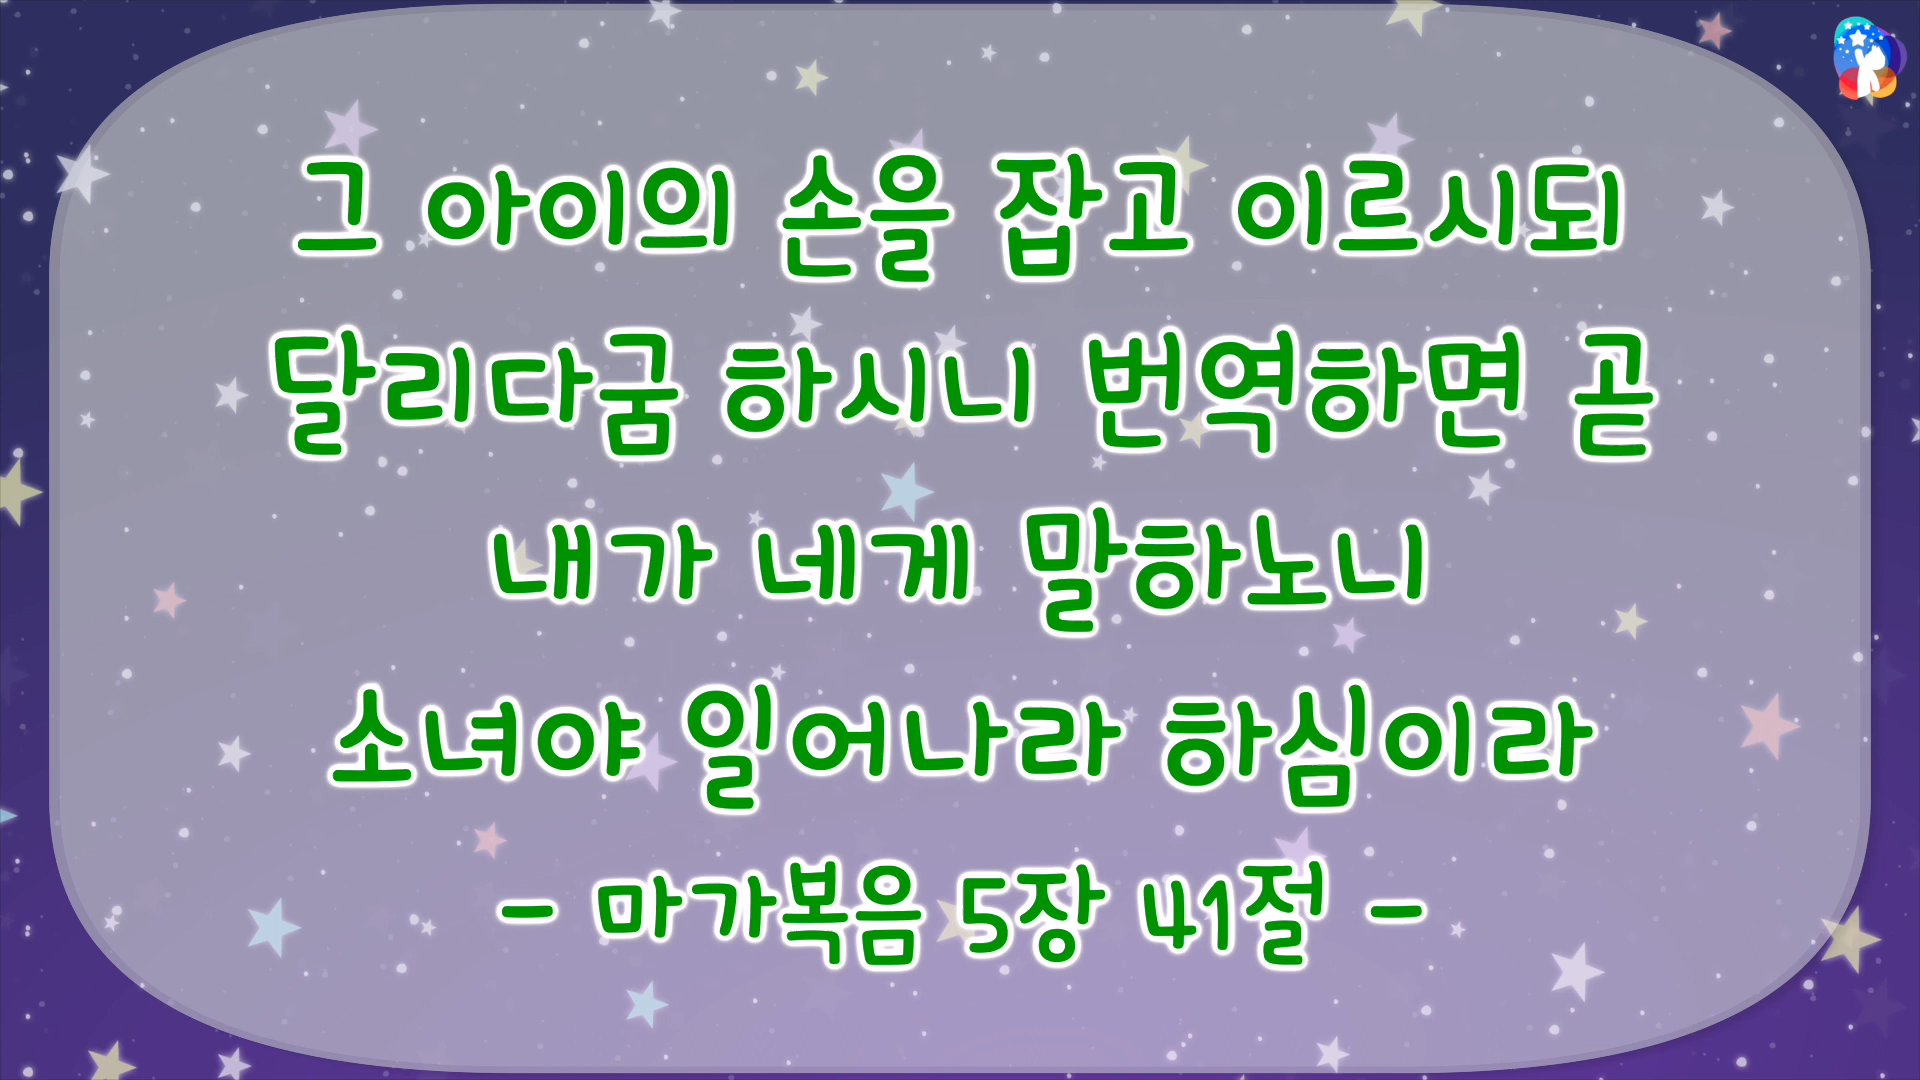 그 아이의 손을 잡고 이르시되
달리다굼 하시니 번역하면 곧
내가 네게 말하노니
소녀야 일어나라 하심이라
- 마가복음 5장 41절 -